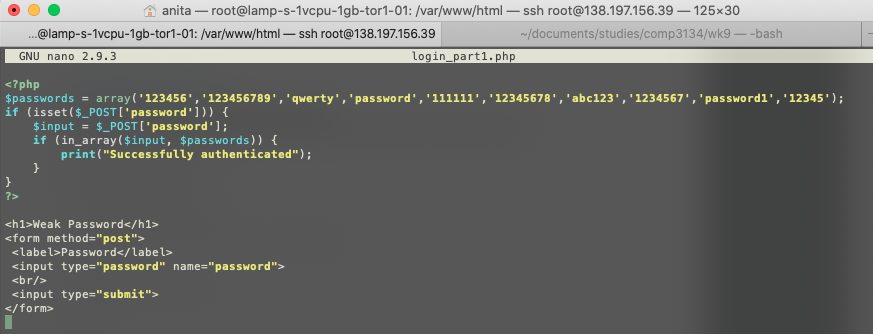 anita — root@lamp-s-1vcpu-1gb-tor1-01: /var/www/html — ssh root@138.197.156.39 — 125×30
...@lamp-s-1vcpu-1gb-tor1-01: /var/www/html — ssh root@138.197.156.39
~/documents/studies/comp3134/wk9 — -bash
GNU nano 2.9.3 login_part1.php
<?php
$passwords = array('123456','123456789','qwerty','password','111111','12345678','abc123','1234567','password1','12345');
if (isset($_POST['password'])) {
    $input = $_POST['password'];
    if (in_array($input, $passwords)) {
        print("Successfully authenticated");
    }
}
?>
<h1>Weak Password</h1>
<form method="post">
 <label>Password</label>
 <input type="password" name="password">
 <br/>
 <input type="submit">
</form>